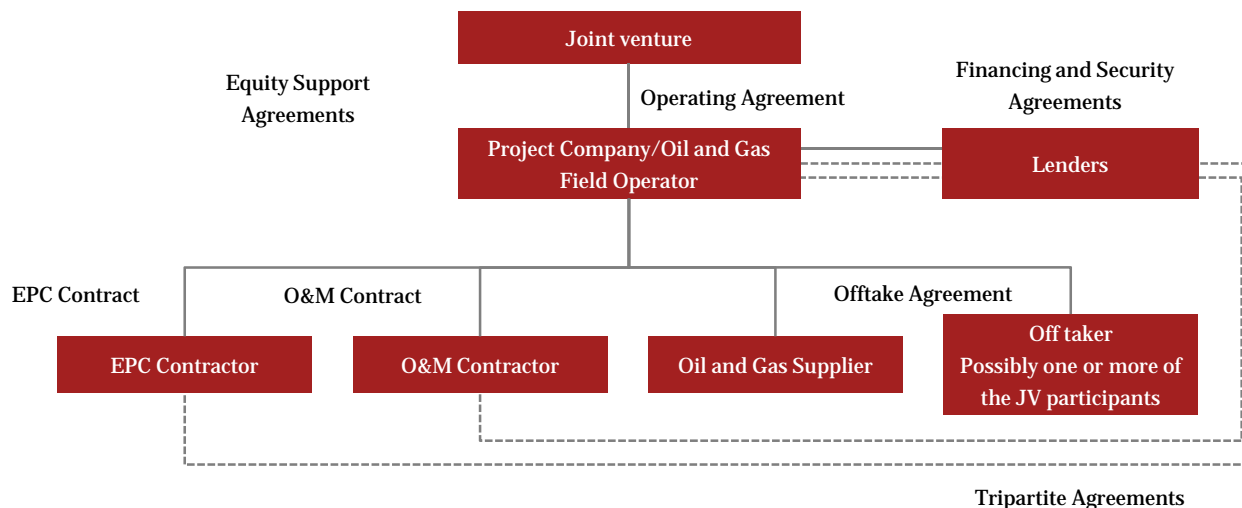 Joint venture
Equity Support
Agreements
Operating Agreement
Financing and Security
Agreements
Project Company/Oil and Gas
Field Operator
Lenders
EPC Contract
O&M Contract
Offtake Agreement
EPC Contractor
O&M Contractor
Oil and Gas Supplier
Off taker
Possibly one or more of
the JV participants
Tripartite Agreements